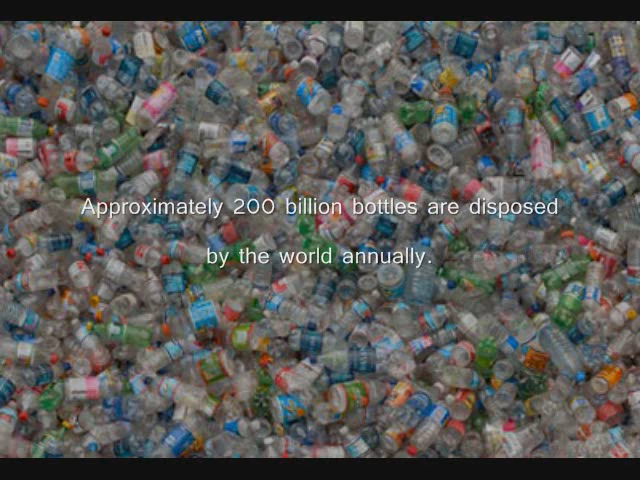 Approximately 200 billion bottles are disposed
by the world annually.